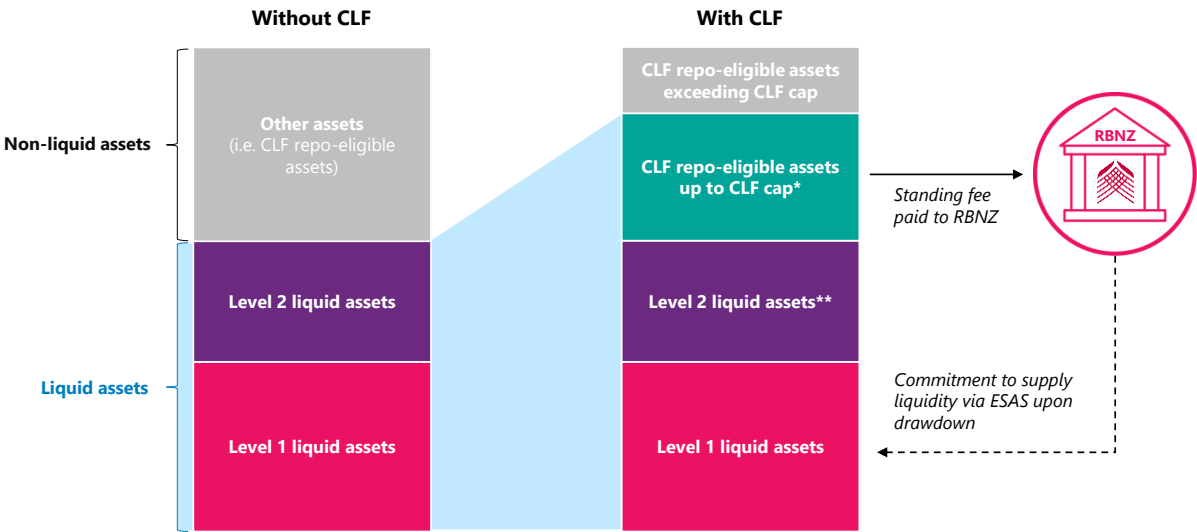 Without CLF
With CLF
Non-liquid assets
Other assets
(i.e. CLF repo-eligible
assets)
Liquid assets
Level 2 liquid assets
Level 1 liquid assets
CLF repo-eligible assets
exceeding CLF cap
CLF repo-eligible assets
up to CLF cap*
Level 2 liquid assets**
Level 1 liquid assets
Standing fee
paid to RBNZ
RBNZ
Commitment to supply
liquidity via ESAS upon
drawdown